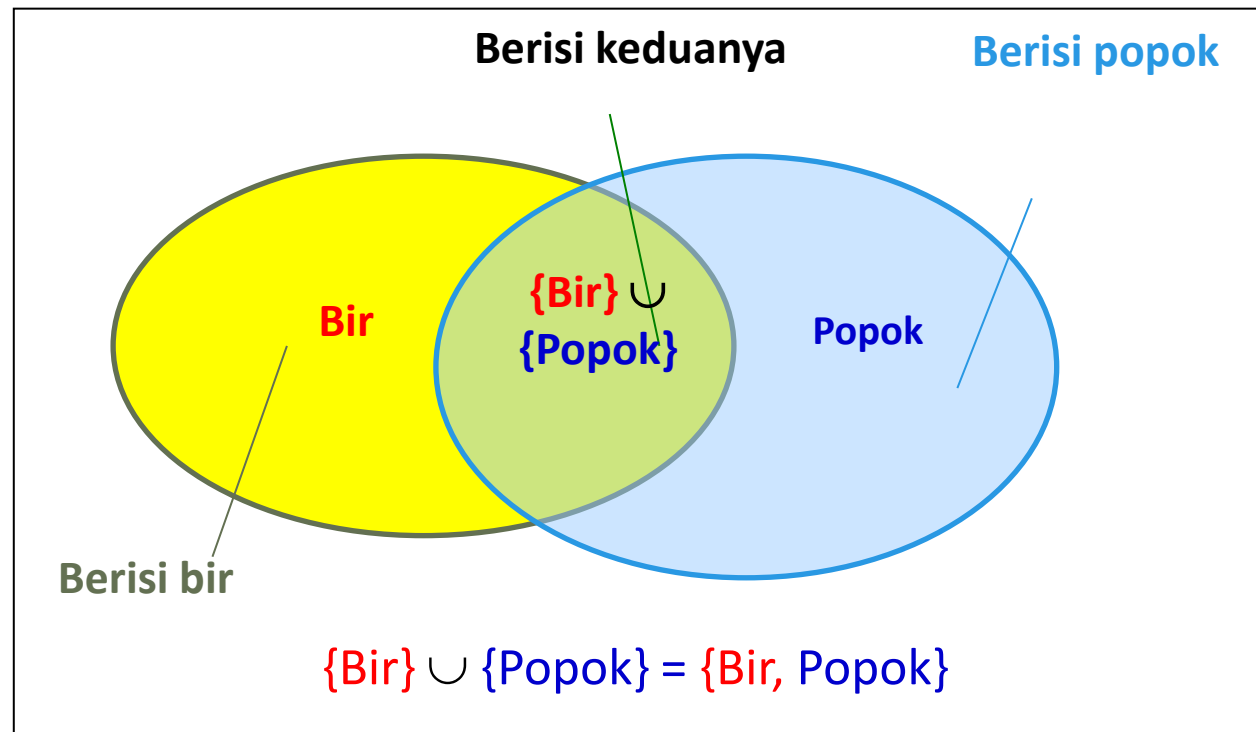 Berisi keduanya
Berisi popok
{Bir} ∪
{Popok}
Bir
Popok
Berisi bir
{Bir} ∪ {Popok} = {Bir, Popok}